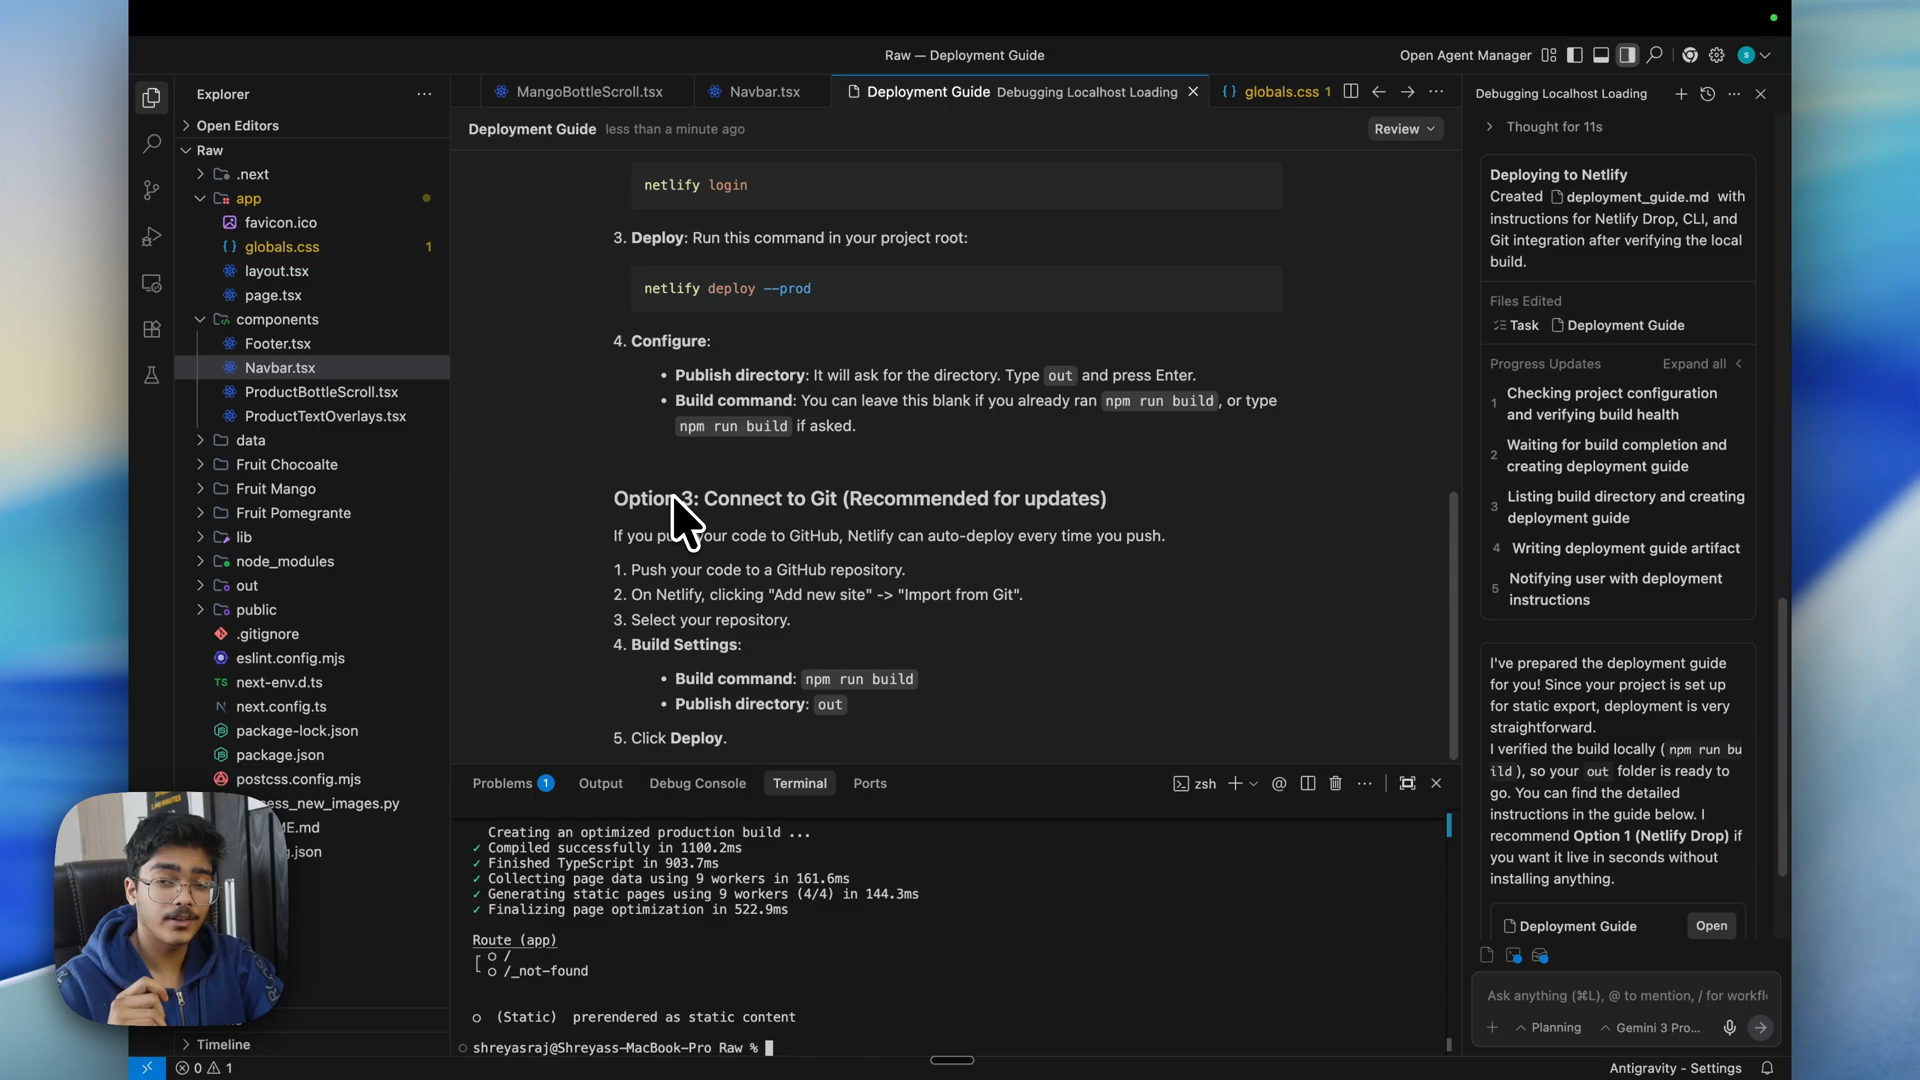 Raw — Deployment Guide
Open Agent Manager
s
Explorer
Open Editors
Raw
.next
app
favicon.ico
globals.css
1
layout.tsx
page.tsx
components
Footer.tsx
Navbar.tsx
ProductBottleScroll.tsx
ProductTextOverlays.tsx
data
Fruit Chocoalte
Fruit Mango
Fruit Pomegrante
lib
node_modules
out
public
.gitignore
eslint.config.mjs
TS next-env.d.ts
N next.config.ts
package-lock.json
package.json
postcss.config.mjs
ess_new_images.py
ME.md
.json
Timeline
MangoBottleScroll.tsx
Navbar.tsx
Deployment Guide Debugging Localhost Loading
{ } globals.css 1
Deployment Guide less than a minute ago
Review
netlify login
3. Deploy: Run this command in your project root:
netlify deploy --prod
4. Configure:
• Publish directory: It will ask for the directory. Type out and press Enter.
• Build command: You can leave this blank if you already ran npm run build, or type
npm run build if asked.
Option 3: Connect to Git (Recommended for updates)
If you pu your code to GitHub, Netlify can auto-deploy every time you push.
1. Push your code to a GitHub repository.
2. On Netlify, clicking "Add new site" -> "Import from Git".
3. Select your repository.
4. Build Settings:
• Build command: npm run build
• Publish directory: out
5. Click Deploy.
Problems 1 Output Debug Console Terminal Ports
zsh
Creating an optimized production build ...
✓ Compiled successfully in 1100.2ms
✓ Finished TypeScript in 903.7ms
✓ Collecting page data using 9 workers in 161.6ms
✓ Generating static pages using 9 workers (4/4) in 144.3ms
✓ Finalizing page optimization in 522.9ms
Route (app)
┌ ○ /
└ ○ /_not-found
○ (Static) prerendered as static content
shreyasraj@Shreyass-MacBook-Pro Raw %
Debugging Localhost Loading
Thought for 11s
Deploying to Netlify
Created deployment_guide.md with
instructions for Netlify Drop, CLI, and
Git integration after verifying the local
build.
Files Edited
Task Deployment Guide
Progress Updates Expand all
1 Checking project configuration
and verifying build health
2 Waiting for build completion and
creating deployment guide
3 Listing build directory and creating
deployment guide
4 Writing deployment guide artifact
5 Notifying user with deployment
instructions
I've prepared the deployment guide
for you! Since your project is set up
for static export, deployment is very
straightforward.
I verified the build locally ( npm run bu
ild ), so your out folder is ready to
go. You can find the detailed
instructions in the guide below. I
recommend Option 1 (Netlify Drop) if
you want it live in seconds without
installing anything.
Deployment Guide Open
Ask anything (⌘L), @ to mention, / for workfl
Planning Gemini 3 Pro...
0 1
Antigravity - Settings